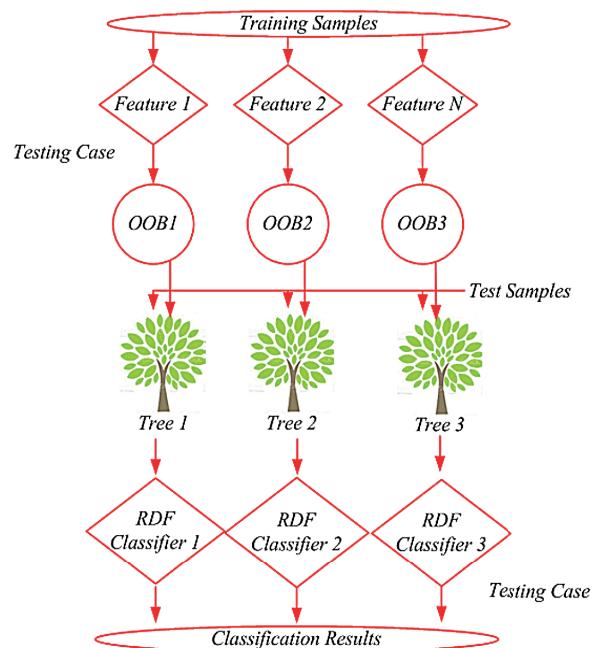 Training Samples
Feature 1
Feature 2
Feature N
Testing Case
OOB1
OOB2
OOB3
Test Samples
Tree 1
Tree 2
Tree 3
RDF
Classifier 1
RDF
Classifier 2
RDF
Classifier 3
Testing Case
Classification Results